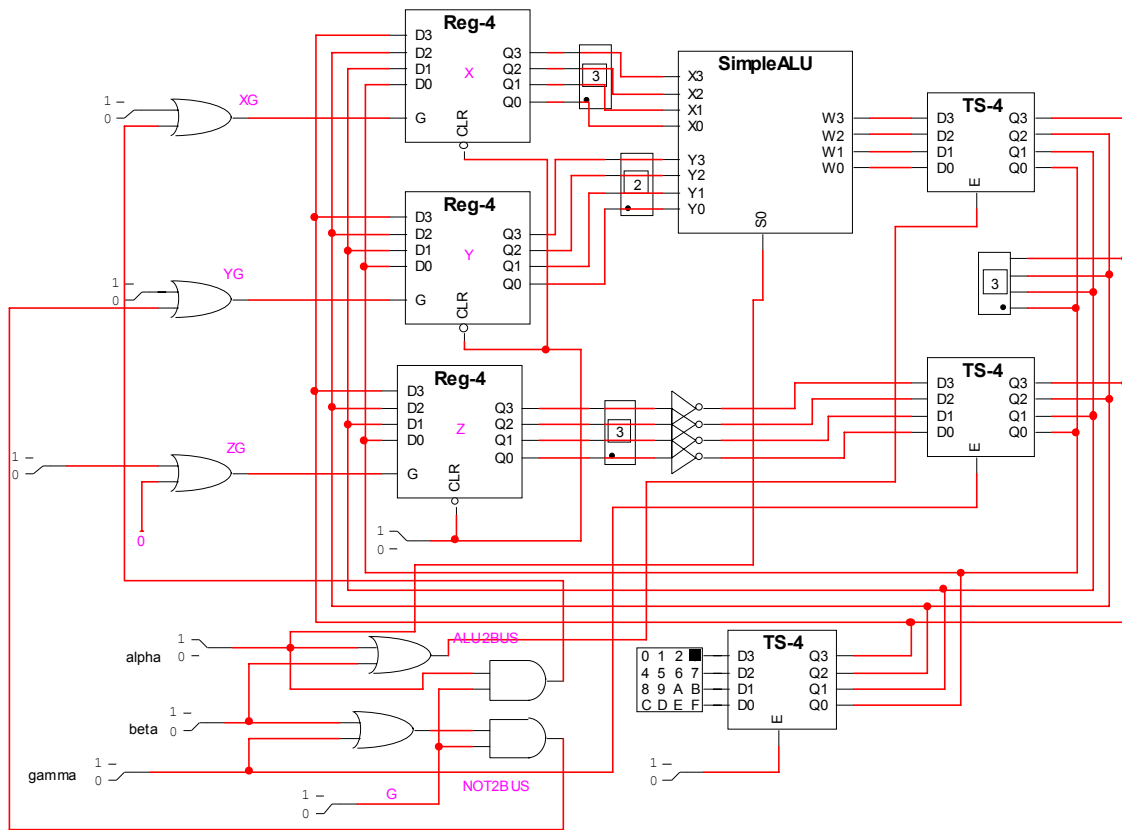 Reg-4
D3
D2
D1
D0
G
X
CLR
Q3
Q2
Q1
Q0
3
SimpleALU
X3
X2
X1
X0
Y3
Y2
Y1
Y0
S0
W3
W2
W1
W0
TS-4
D3
D2
D1
D0
E
Q3
Q2
Q1
Q0
1
0
XG
Reg-4
D3
D2
D1
D0
G
Y
CLR
Q3
Q2
Q1
Q0
2
1
0
YG
3
Reg-4
D3
D2
D1
D0
G
Z
CLR
Q3
Q2
Q1
Q0
3
TS-4
D3
D2
D1
D0
E
Q3
Q2
Q1
Q0
1
0
ZG
0
1
0
alpha
1
0
ALU2BUS
0 1 2
4 5 6 7
8 9 A B
C D E F
TS-4
D3
D2
D1
D0
E
Q3
Q2
Q1
Q0
beta
1
0
gamma
1
0
1
0
G
NOT2BUS
1
0